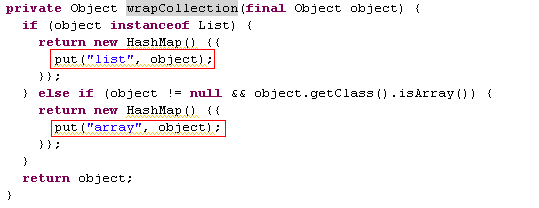 private Object wrapCollection(final Object object) {
  if (object instanceof List) {
    return new HashMap() {{
      put("list", object);
    }};
  } else if (object != null && object.getClass().isArray()) {
    return new HashMap() {{
      put("array", object);
    }};
  }
  return object;
}